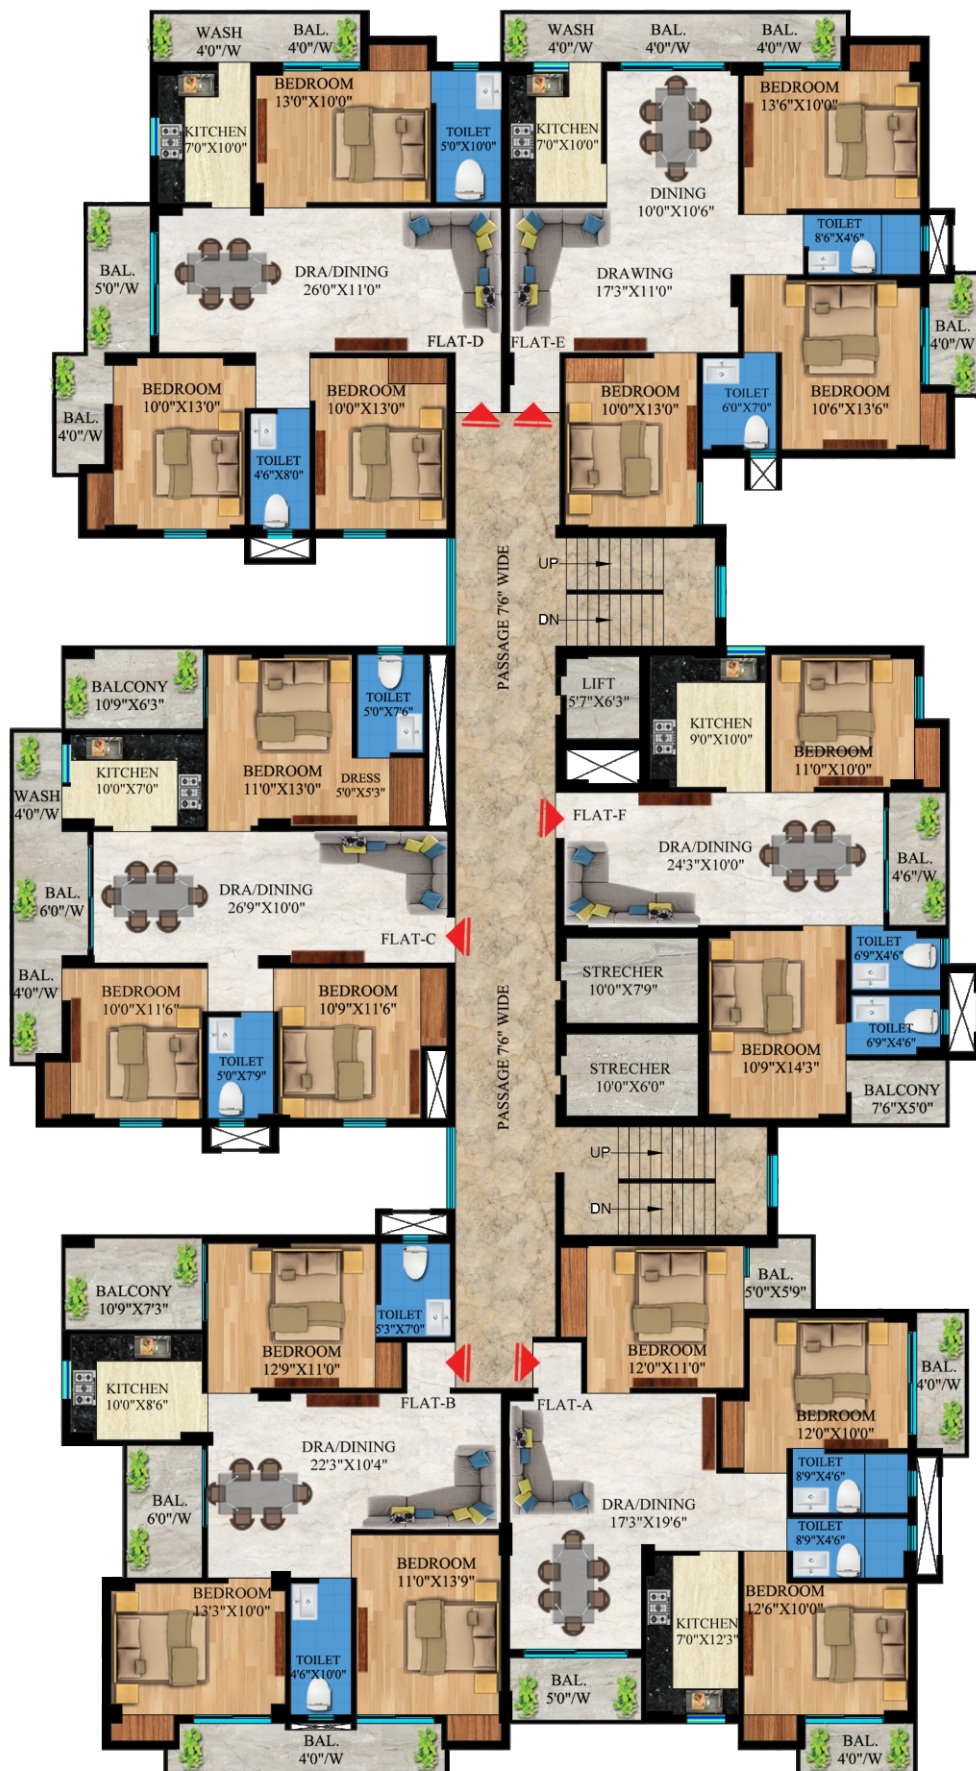 WASH
4'0"/W
BAL.
4'0"/W
WASH
4'0"/W
BAL.
4'0"/W
BAL.
4'0"/W
KITCHEN
7'0"X10'0"
BEDROOM
13'0"X10'0"
TOILET
5'0"X10'0"
KITCHEN
7'0"X10'0"
DINING
10'0"X10'6"
BEDROOM
13'6"X10'0"
BAL.
5'0"/W
DRA/DINING
26'0"X11'0"
DRAWING
17'3"X11'0"
TOILET
8'6"X4'6"
BAL.
4'0"/W
FLAT-D
FLAT-E
BAL.
4'0"/W
BEDROOM
10'0"X13'0"
TOILET
4'6"X8'0"
BEDROOM
10'0"X13'0"
BEDROOM
10'0"X13'0"
TOILET
6'0"X7'0"
BEDROOM
10'6"X13'6"
PASSAGE 7'6" WIDE
UP
DN
BALCONY
10'9"X6'3"
BEDROOM
11'0"X13'0"
TOILET
5'0"X7'6"
DRESS
5'0"X5'3"
LIFT
5'7"X6'3"
KITCHEN
9'0"X10'0"
BEDROOM
11'0"X10'0"
WASH
4'0"/W
KITCHEN
10'0"X7'0"
FLAT-F
DRA/DINING
24'3"X10'0"
BAL.
4'6"/W
BAL.
6'0"/W
DRA/DINING
26'9"X10'0"
FLAT-C
BAL.
4'0"/W
BEDROOM
10'0"X11'6"
TOILET
5'0"X7'9"
BEDROOM
10'9"X11'6"
PASSAGE 7'6" WIDE
STRECHER
10'0"X7'9"
STRECHER
10'0"X6'0"
BEDROOM
10'9"X14'3"
TOILET
6'9"X4'6"
TOILET
6'9"X4'6"
BALCONY
7'6"X5'0"
UP
DN
BALCONY
10'9"X7'3"
BEDROOM
12'9"X11'0"
TOILET
5'3"X7'0"
BEDROOM
12'0"X11'0"
BAL.
5'0"X5'9"
KITCHEN
10'0"X8'6"
FLAT-B
FLAT-A
BEDROOM
12'0"X10'0"
BAL.
4'0"/W
DRA/DINING
22'3"X10'4"
BAL.
6'0"/W
DRA/DINING
17'3"X19'6"
TOILET
8'9"X4'6"
TOILET
8'9"X4'6"
BEDROOM
13'3"X10'0"
TOILET
4'6"X10'0"
BEDROOM
11'0"X13'9"
KITCHEN
7'0"X12'3"
BEDROOM
12'6"X10'0"
BAL.
5'0"/W
BAL.
4'0"/W
BAL.
4'0"/W